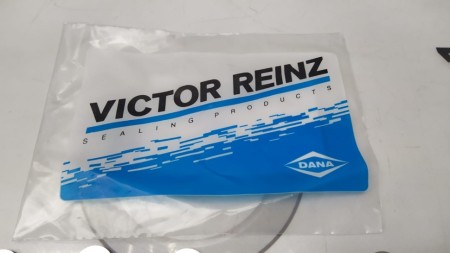 VICTOR REINZ
SEALING PRODUCTS
DANA